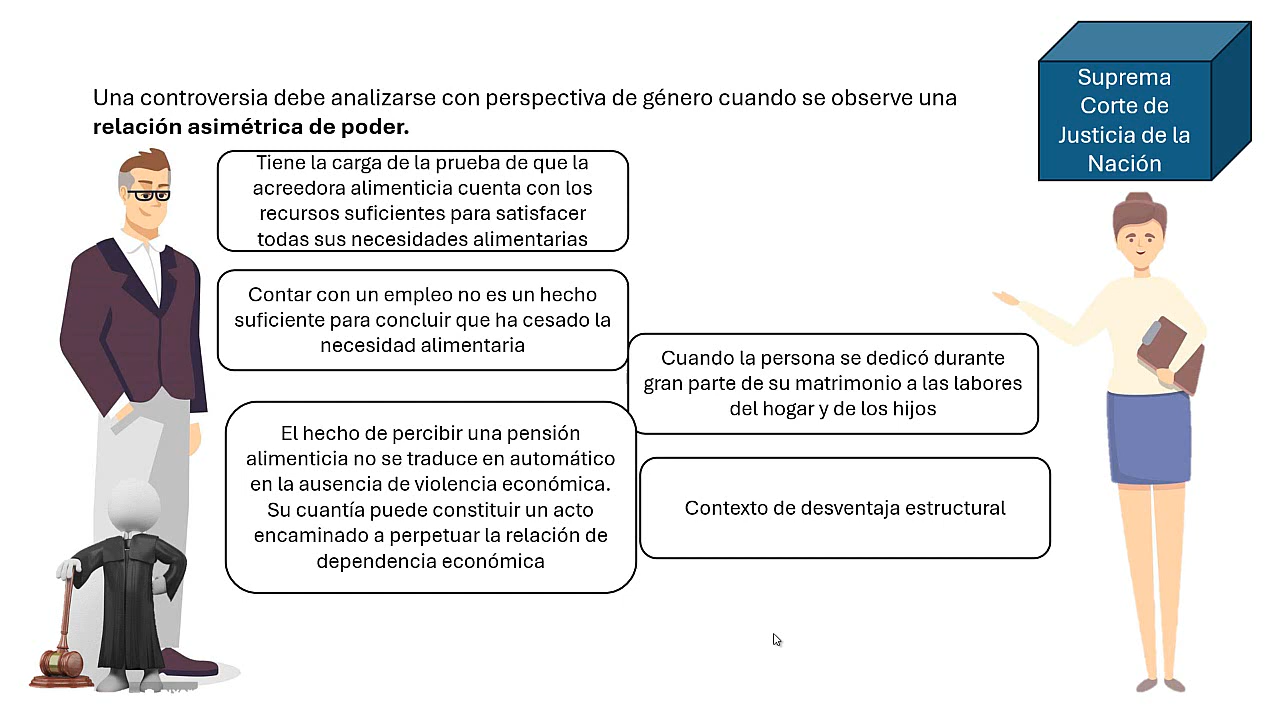 Una controversia debe analizarse con perspectiva de género cuando se observe una
relación asimétrica de poder.
Suprema
Corte de
Justicia de la
Nación
Tiene la carga de la prueba de que la
acreedora alimenticia cuenta con los
recursos suficientes para satisfacer
todas sus necesidades alimentarias
Contar con un empleo no es un hecho
suficiente para concluir que ha cesado la
necesidad alimentaria
Cuando la persona se dedicó durante
gran parte de su matrimonio a las labores
del hogar y de los hijos
El hecho de percibir una pensión
alimenticia no se traduce en automático
en la ausencia de violencia económica.
Su cuantía puede constituir un acto
encaminado a perpetuar la relación de
dependencia económica
Contexto de desventaja estructural